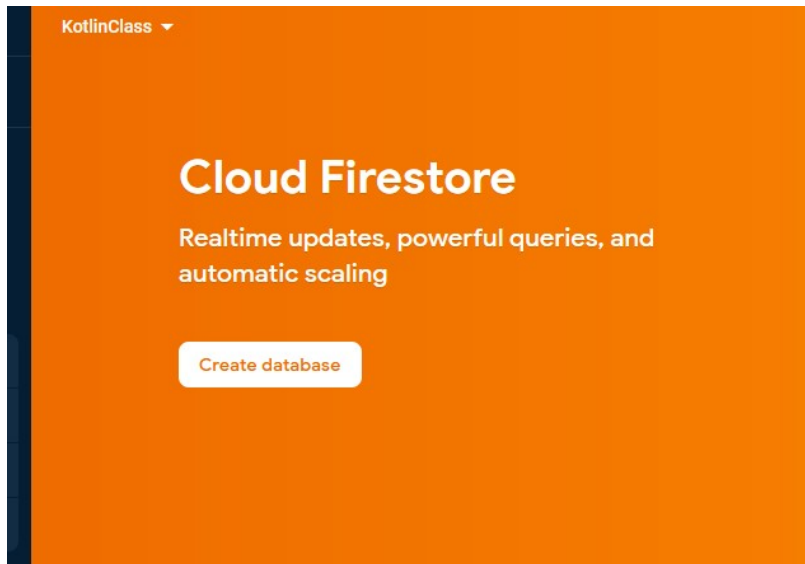 KotlinClass
Cloud Firestore
Realtime updates, powerful queries, and
automatic scaling
Create database